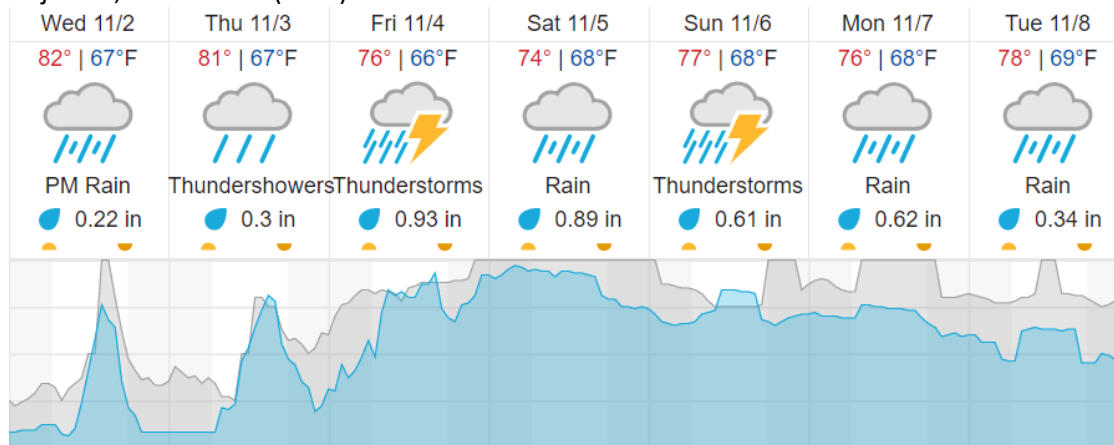 Wed 11/2 Thu 11/3 Fri 11/4 Sat 11/5 Sun 11/6 Mon 11/7 Tue 11/8
82° | 67°F 81° | 67°F 76° | 66°F 74° | 68°F 77° | 68°F 76° | 68°F 78° | 69°F
PM Rain Thundershowers Thunderstorms Rain Thunderstorms Rain Rain
0.22 in 0.3 in 0.93 in 0.89 in 0.61 in 0.62 in 0.34 in